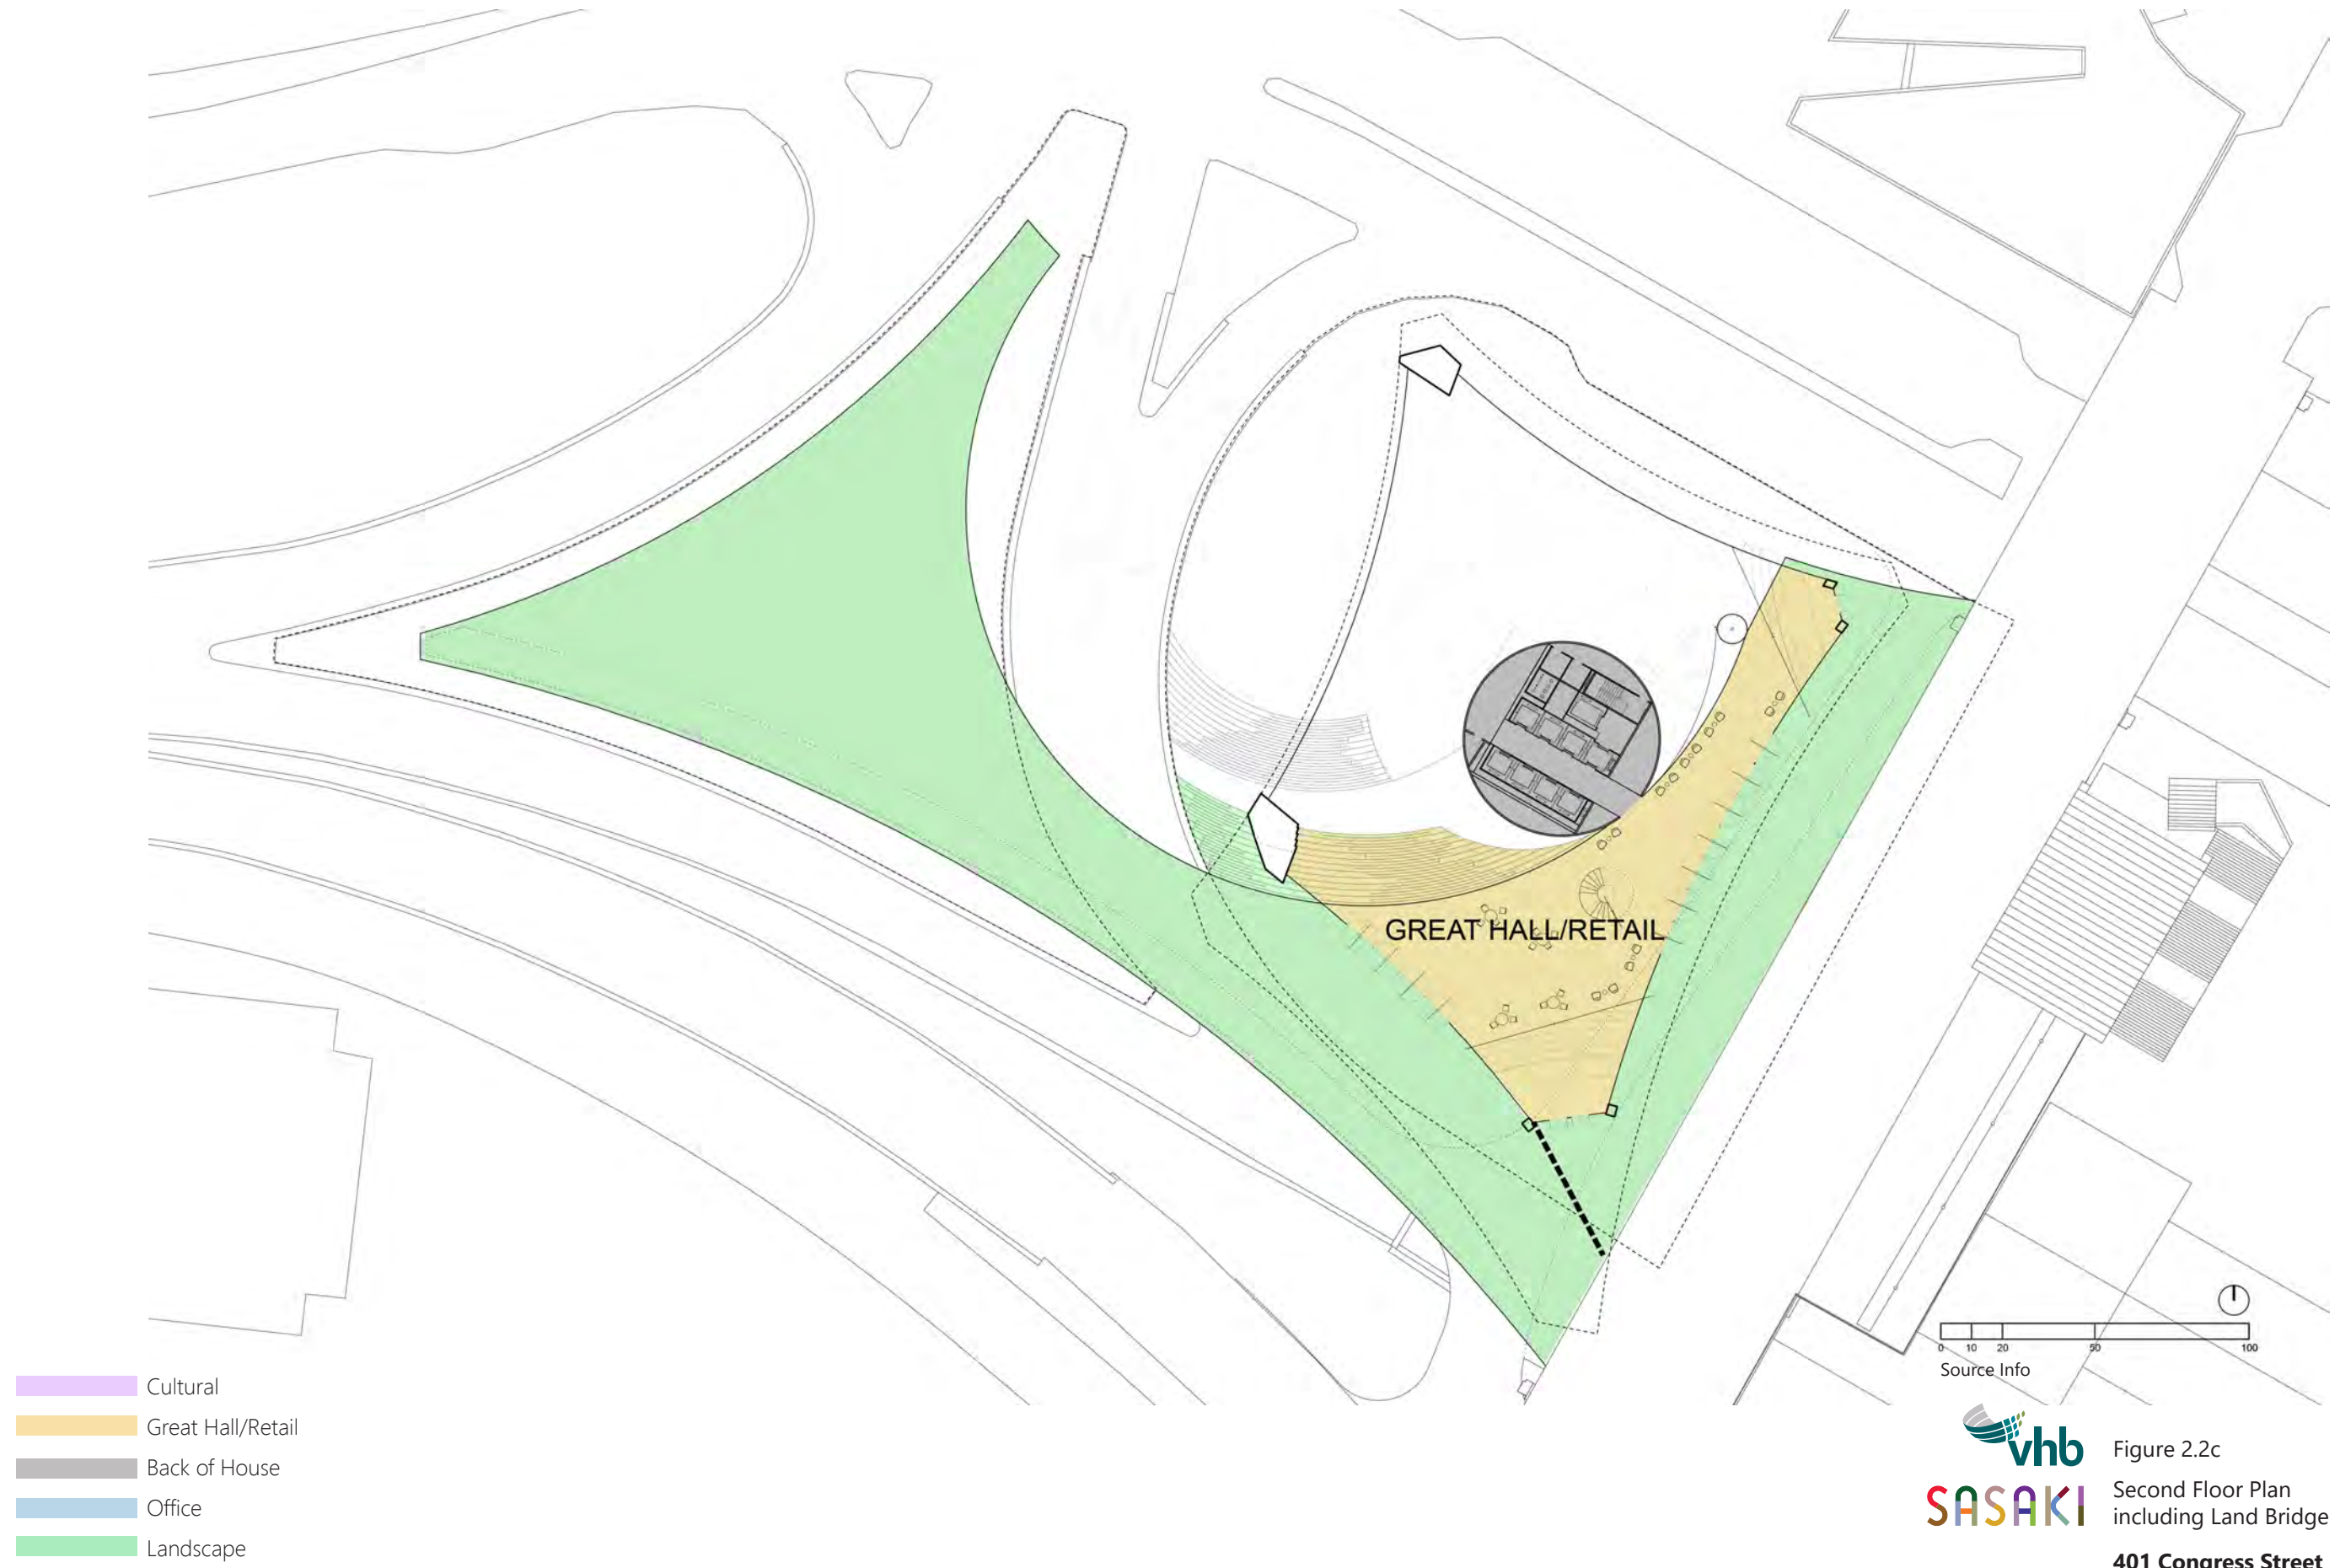 GREAT HALL/RETAIL
0 10 20 50 100
Source Info
Cultural
Great Hall/Retail
Back of House
Office
Landscape
vhb
SASAKI
Figure 2.2c
Second Floor Plan
including Land Bridge
401 Congress Street